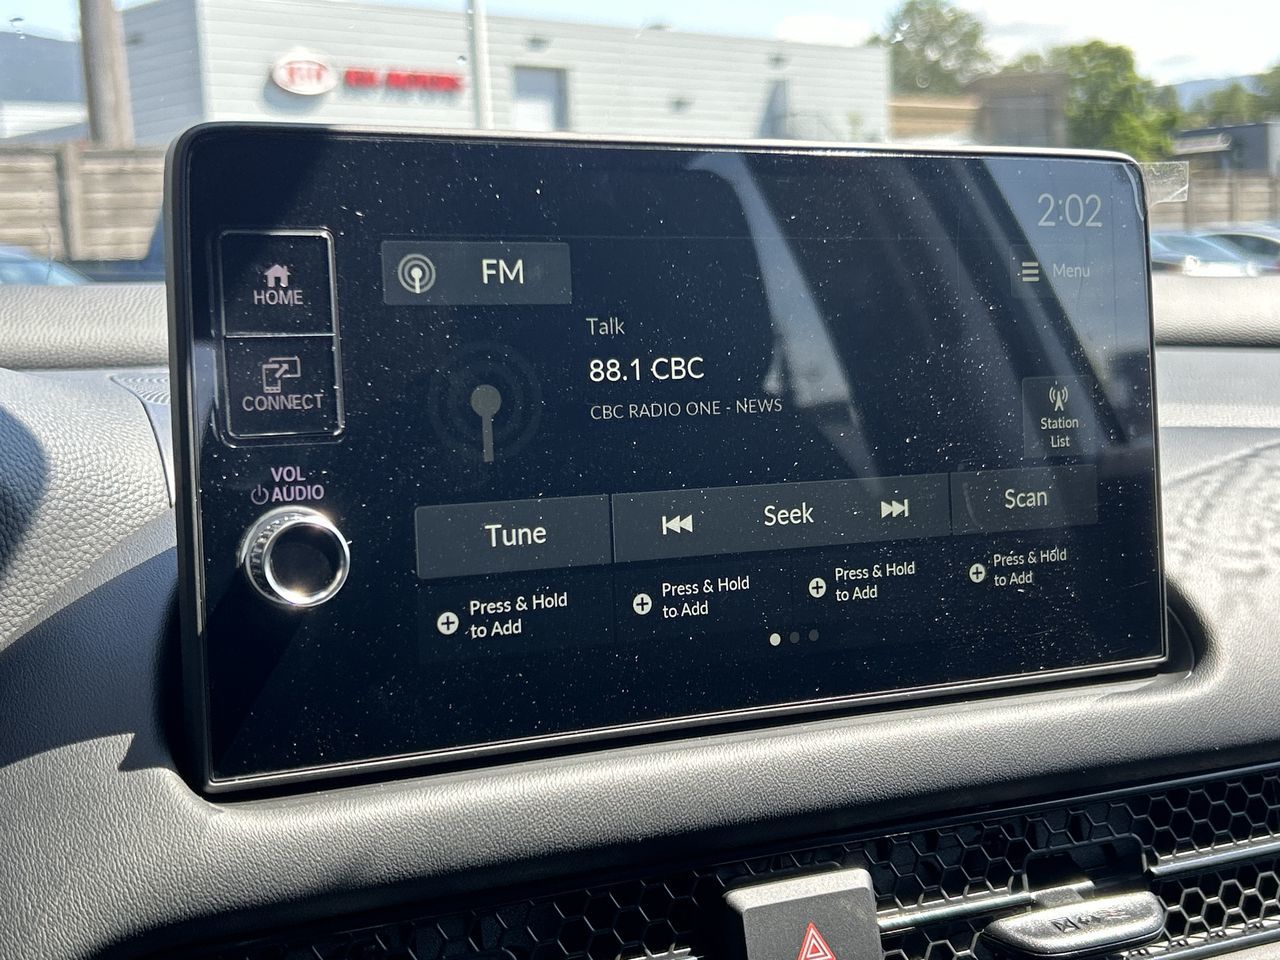 KIA
2:02
HOME
FM
Menu
Talk
88.1 CBC
CBC RADIO ONE - NEWS
CONNECT
Station
List
VOL
AUDIO
Tune
Seek
Scan
Press & Hold
to Add
Press & Hold
to Add
Press & Hold
to Add
Press & Hold
to Add